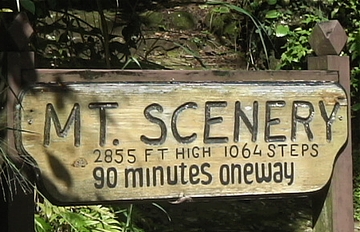 MT. SCENERY
2855 FT HIGH 1064 STEPS
90 minutes oneway